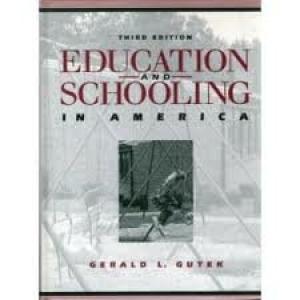 THIRD EDITION
EDUCATION
AND
SCHOOLING
IN AMERICA
GERALD L. GUTEK